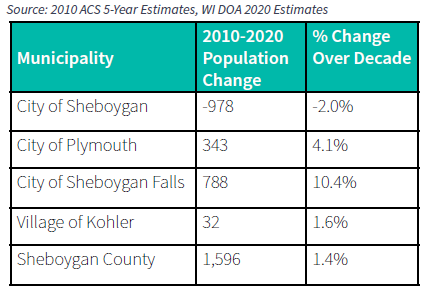 Source: 2010 ACS 5-Year Estimates, WI DOA 2020 Estimates
Municipality 2010-2020 Population Change % Change Over Decade
City of Sheboygan -978 -2.0%
City of Plymouth 343 4.1%
City of Sheboygan Falls 788 10.4%
Village of Kohler 32 1.6%
Sheboygan County 1,596 1.4%